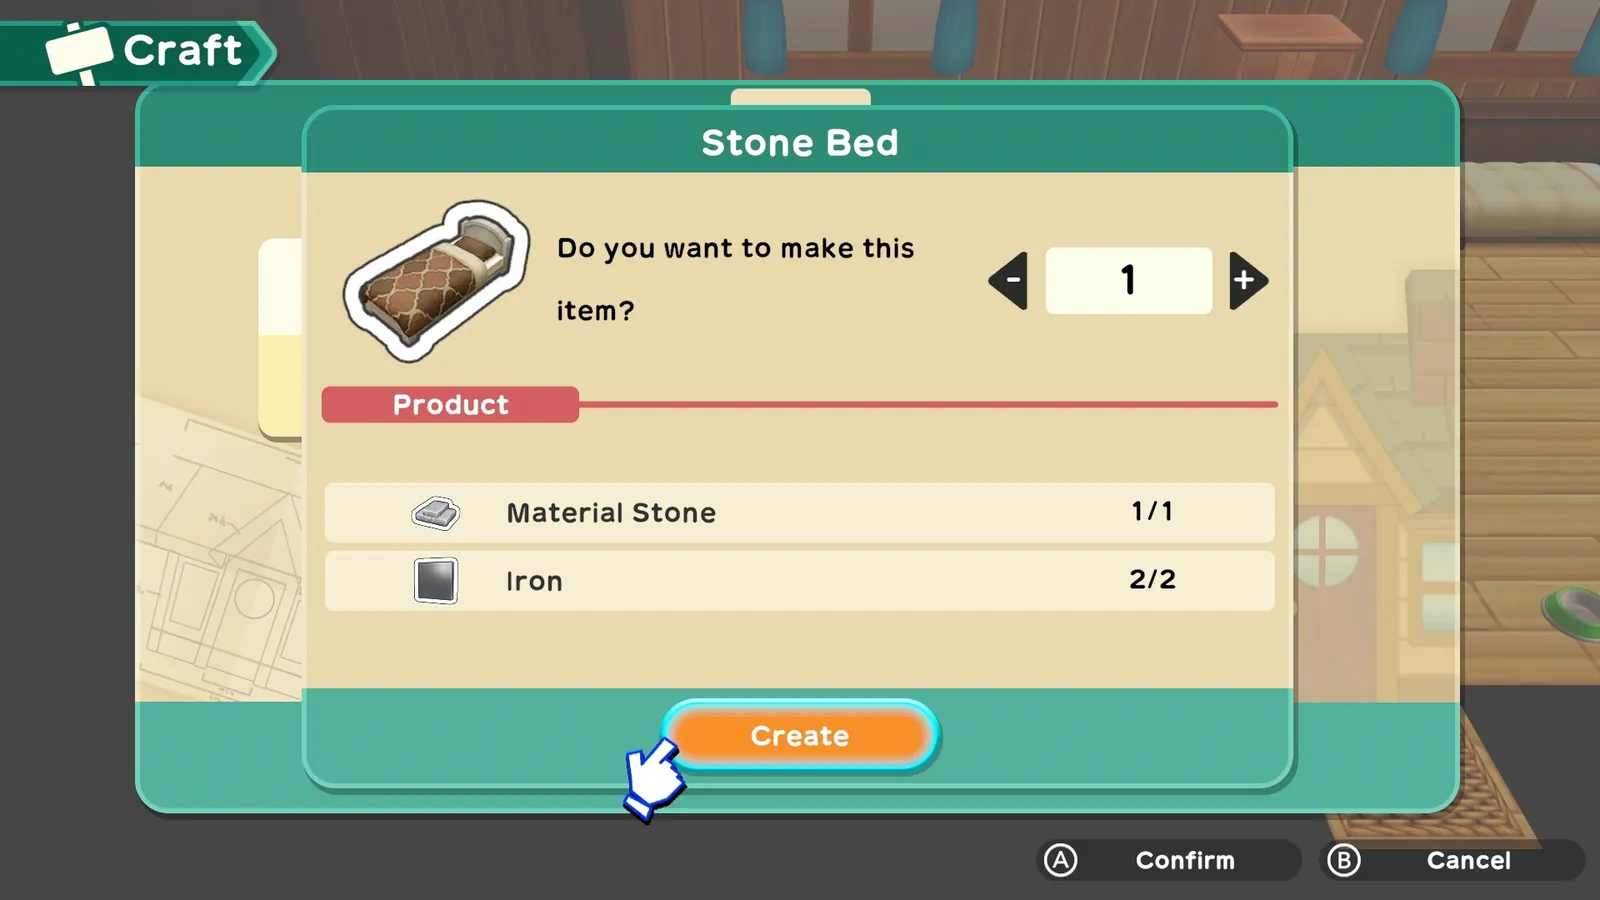 Craft
Stone Bed
Do you want to make this
item?
-
1
+
Product
Material Stone
1/1
Iron
2/2
Create
A Confirm
B Cancel